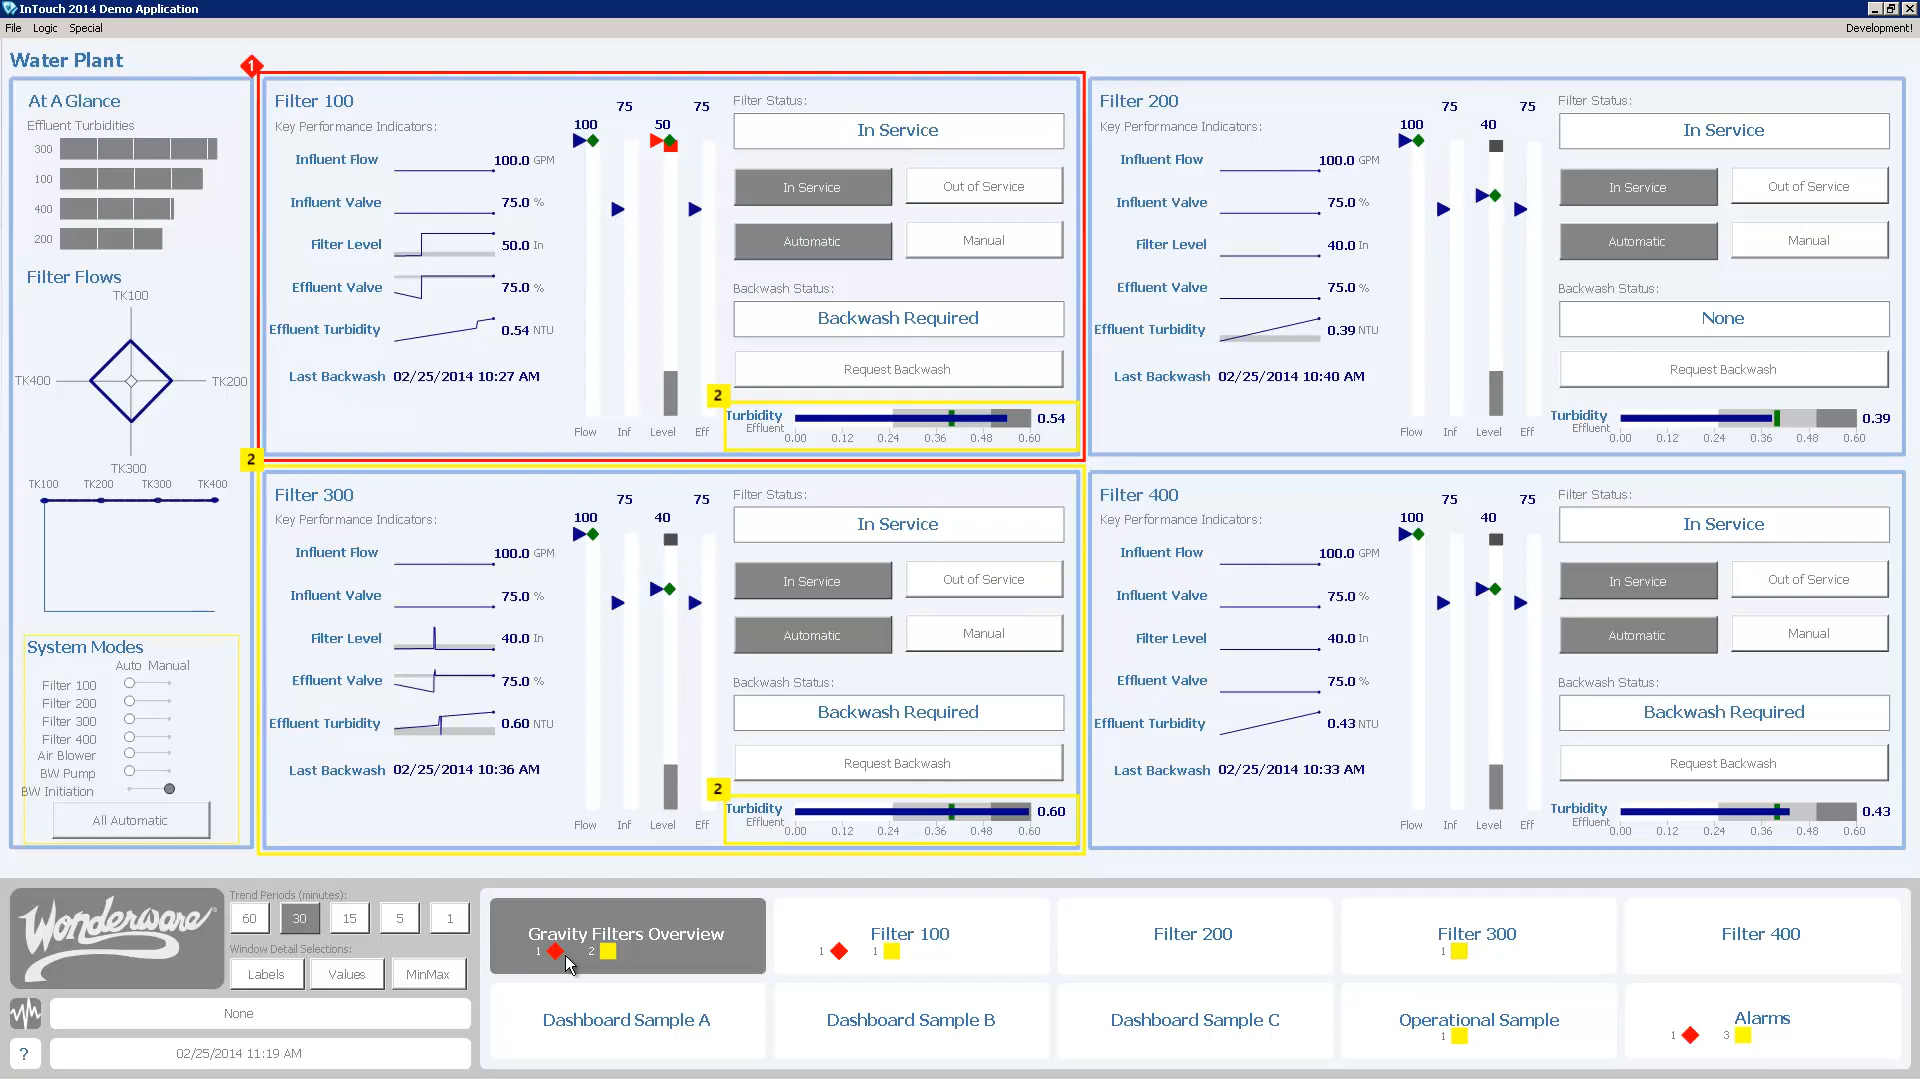 InTouch 2014 Demo Application
File Logic Special
Development!
Water Plant
At A Glance
Effluent Turbidities
300
100
400
200
Filter Flows
TK100
TK400
TK200
TK300
TK100 TK200 TK300 TK400
System Modes
Auto Manual
Filter 100
Filter 200
Filter 300
Filter 400
Air Blower
BW Pump
BW Initiation
All Automatic
1
Filter 100
Key Performance Indicators:
Influent Flow 100.0 GPM
Influent Valve 75.0 %
Filter Level 50.0 In
Effluent Valve 75.0 %
Effluent Turbidity 0.54 NTU
Last Backwash 02/25/2014 10:27 AM
100 75 50 75
Flow Inf Level Eff
Filter Status:
In Service
In Service Out of Service
Automatic Manual
Backwash Status:
Backwash Required
Request Backwash
2
Turbidity 0.54
Effluent 0.00 0.12 0.24 0.36 0.48 0.60
Filter 200
Key Performance Indicators:
Influent Flow 100.0 GPM
Influent Valve 75.0 %
Filter Level 40.0 In
Effluent Valve 75.0 %
Effluent Turbidity 0.39 NTU
Last Backwash 02/25/2014 10:40 AM
100 75 40 75
Flow Inf Level Eff
Filter Status:
In Service
In Service Out of Service
Automatic Manual
Backwash Status:
None
Request Backwash
Turbidity 0.39
Effluent 0.00 0.12 0.24 0.36 0.48 0.60
2
Filter 300
Key Performance Indicators:
Influent Flow 100.0 GPM
Influent Valve 75.0 %
Filter Level 40.0 In
Effluent Valve 75.0 %
Effluent Turbidity 0.60 NTU
Last Backwash 02/25/2014 10:36 AM
100 75 40 75
Flow Inf Level Eff
Filter Status:
In Service
In Service Out of Service
Automatic Manual
Backwash Status:
Backwash Required
Request Backwash
2
Turbidity 0.60
Effluent 0.00 0.12 0.24 0.36 0.48 0.60
Filter 400
Key Performance Indicators:
Influent Flow 100.0 GPM
Influent Valve 75.0 %
Filter Level 40.0 In
Effluent Valve 75.0 %
Effluent Turbidity 0.43 NTU
Last Backwash 02/25/2014 10:33 AM
100 75 40 75
Flow Inf Level Eff
Filter Status:
In Service
In Service Out of Service
Automatic Manual
Backwash Status:
Backwash Required
Request Backwash
Turbidity 0.43
Effluent 0.00 0.12 0.24 0.36 0.48 0.60
Wonderware
Trend Periods (minutes):
60 30 15 5 1
Window Detail Selections:
Labels Values MinMax
None
? 02/25/2014 11:19 AM
Gravity Filters Overview
1 2
Filter 100
1 1
Filter 200
Filter 300
1
Filter 400
Dashboard Sample A
Dashboard Sample B
Dashboard Sample C
Operational Sample
1
Alarms
1 3